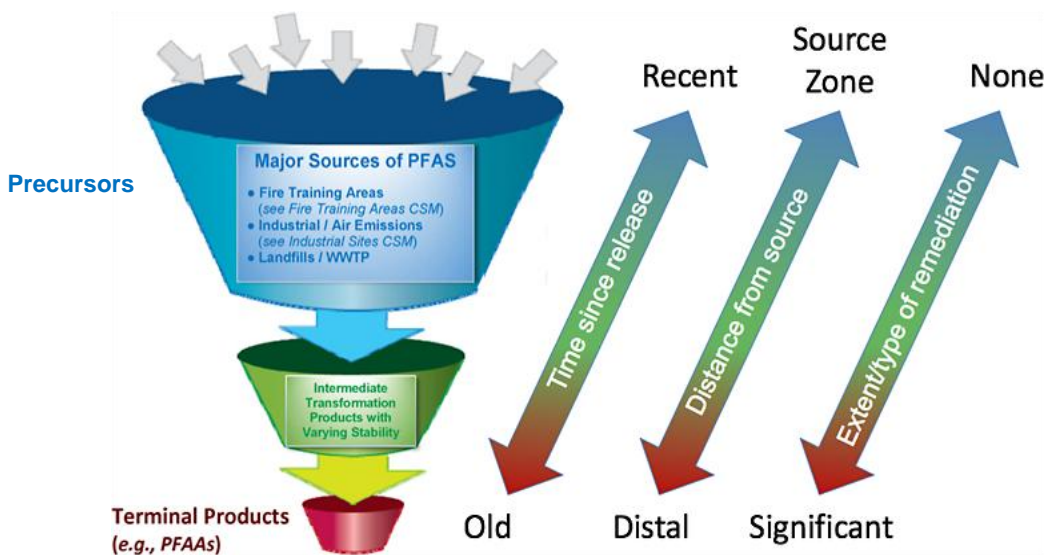 Precursors
Major Sources of PFAS
● Fire Training Areas
(see Fire Training Areas CSM)
● Industrial / Air Emissions
(see Industrial Sites CSM)
● Landfills / WWTP
Intermediate
Transformation
Products with
Varying Stability
Terminal Products
(e.g., PFAAs)
Recent
Time since release
Old
Source
Zone
Distance from source
Distal
None
Extent/type of remediation
Significant